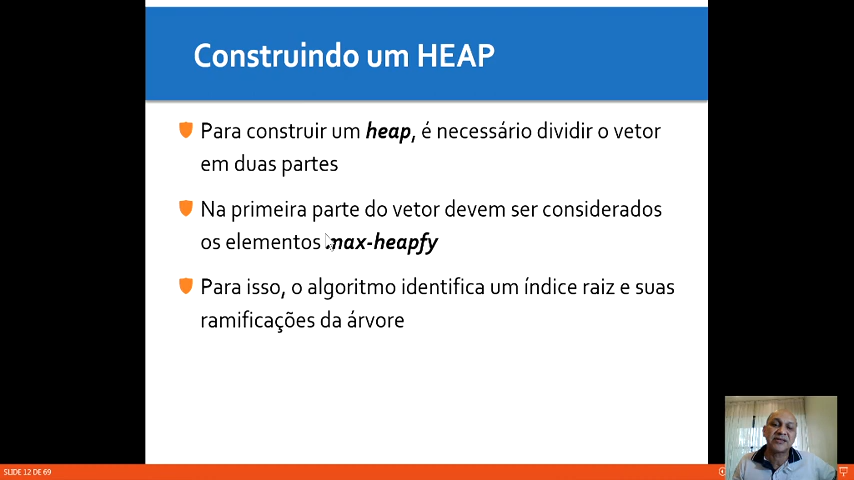 Construindo um HEAP
Para construir um heap, é necessário dividir o vetor
em duas partes
Na primeira parte do vetor devem ser considerados
os elementos max-heapfy
Para isso, o algoritmo identifica um índice raiz e suas
ramificações da árvore
SLIDE 12 DE 69